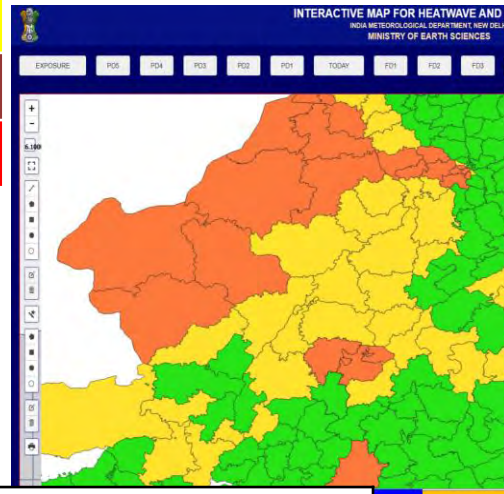 INTERACTIVE MAP FOR HEATWAVE AND
INDIA METEOROLOGICAL DEPARTMENT, NEW DELH
MINISTRY OF EARTH SCIENCES
EXPOSURE PD5 PD4 PD3 PD2 PD1 TODAY FD1 FD2 FD3
+
-